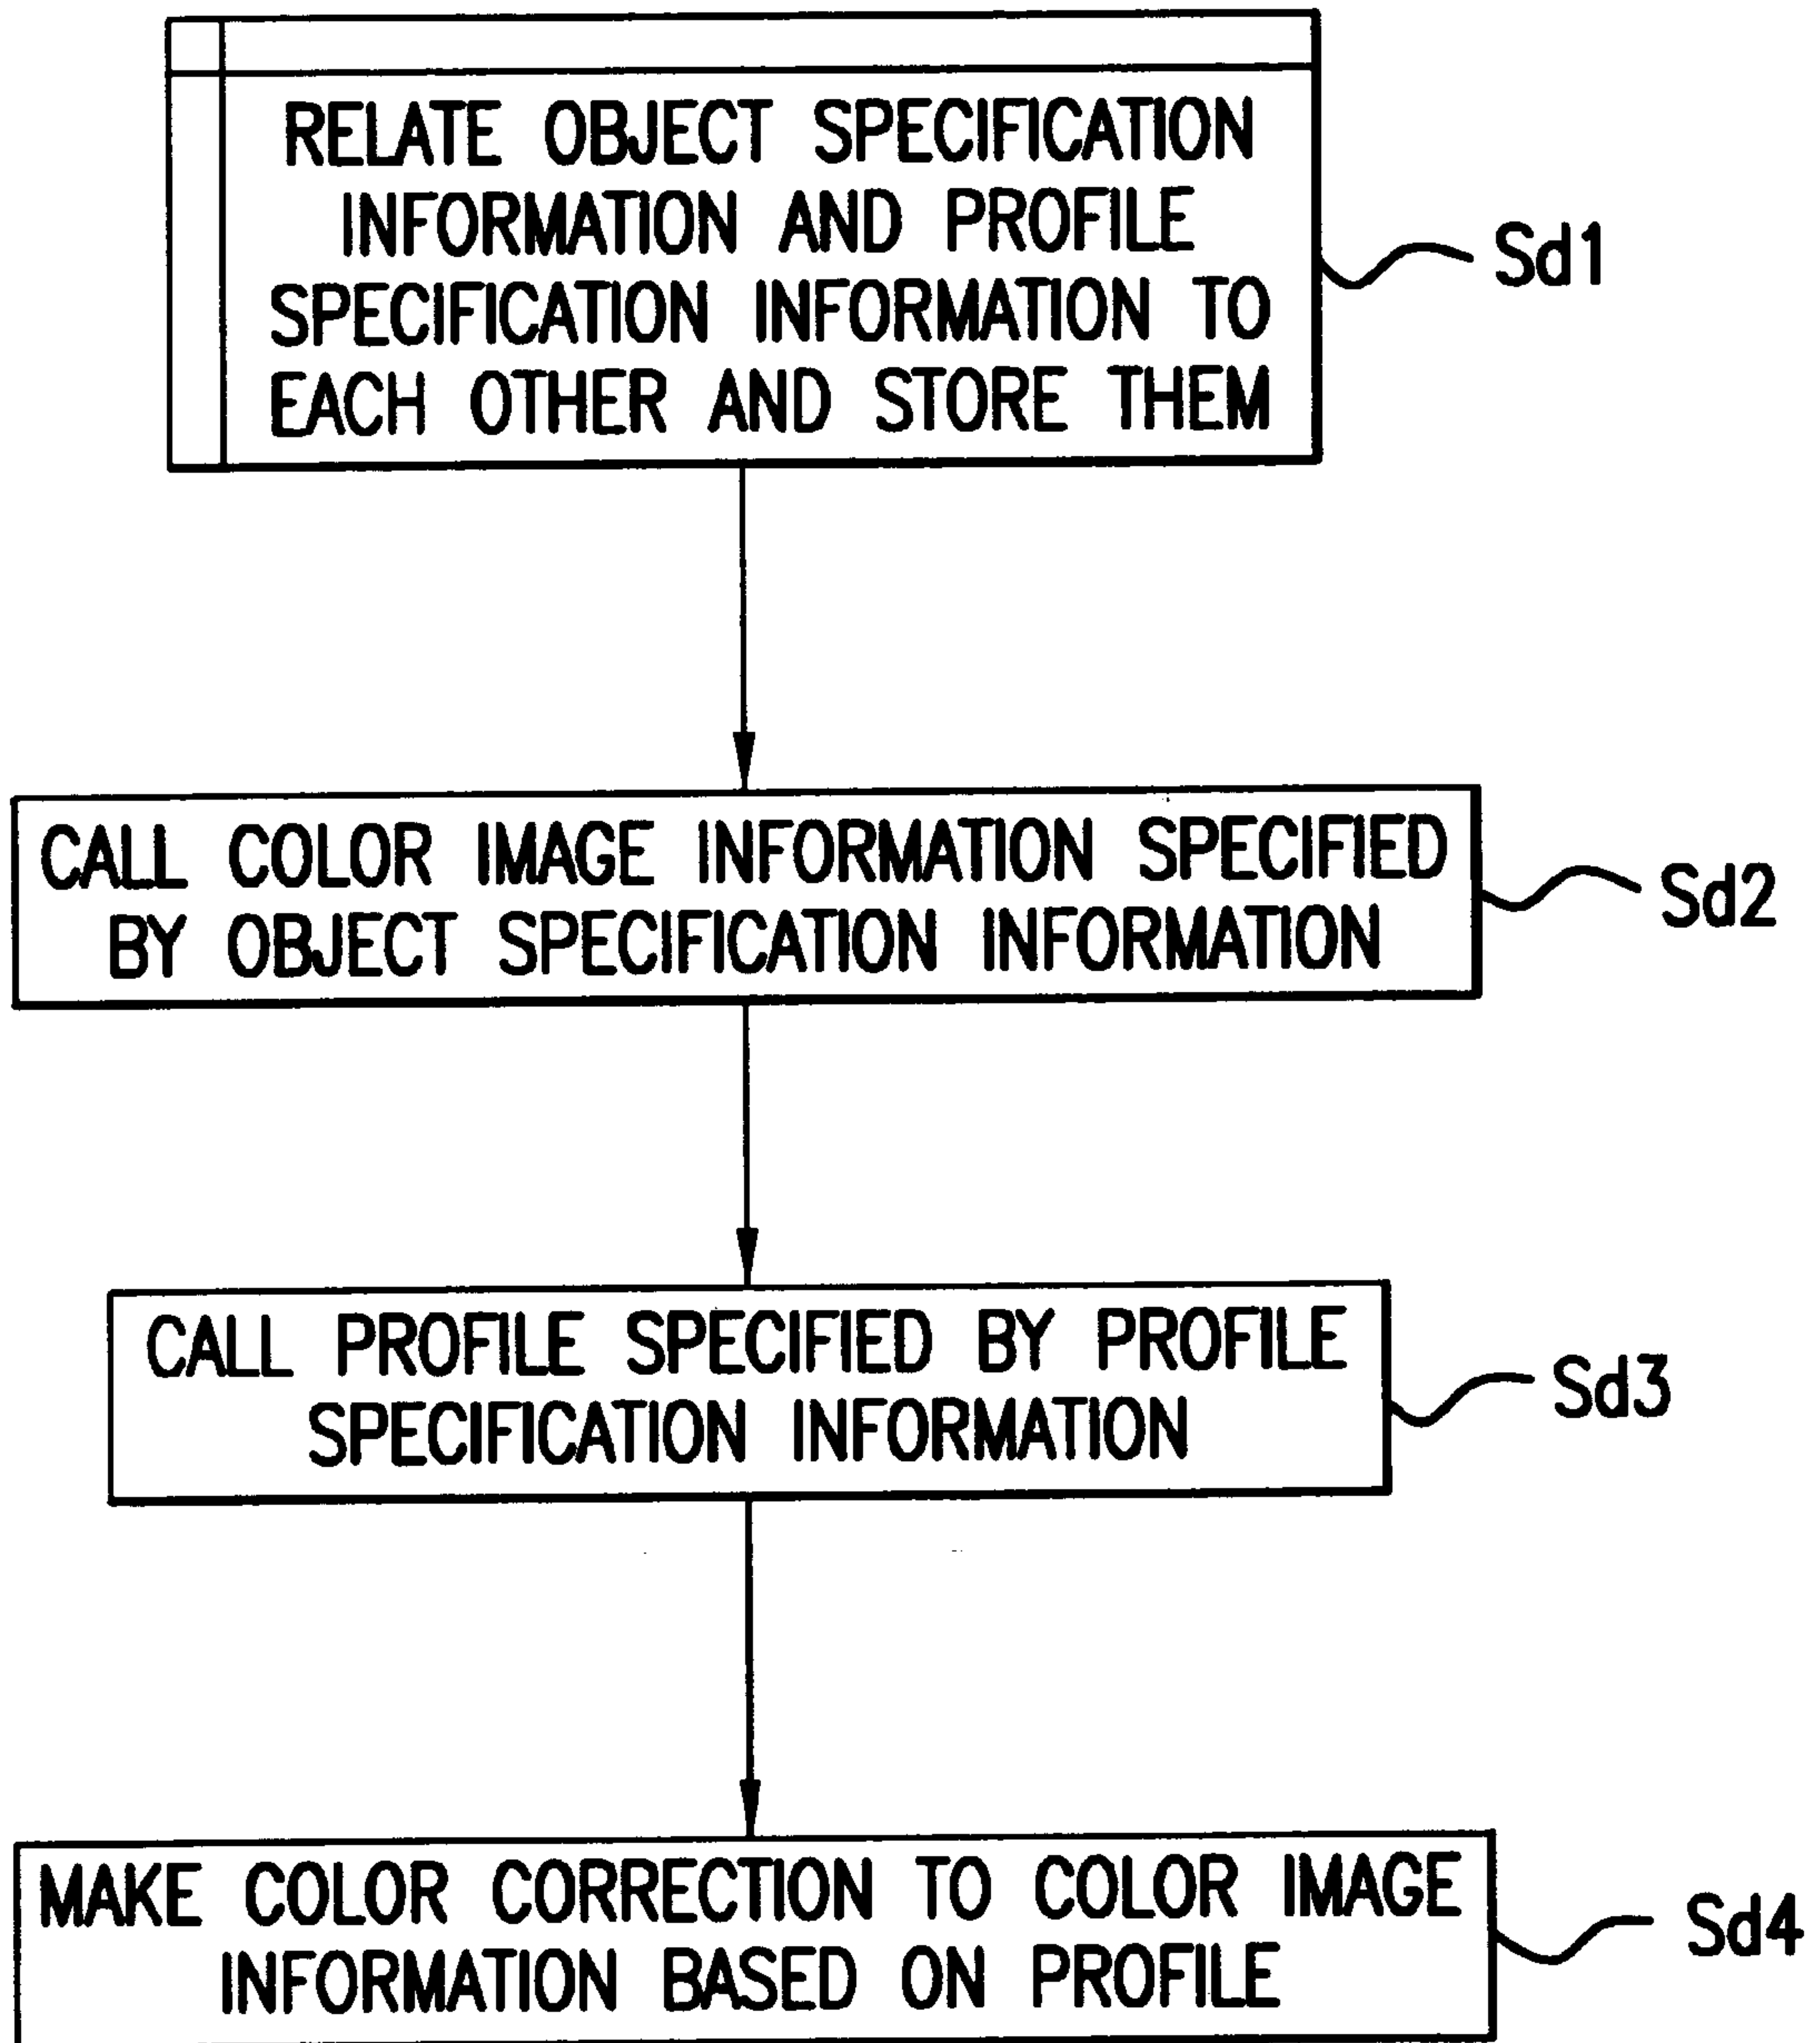 RELATE OBJECT SPECIFICATION
INFORMATION AND PROFILE
SPECIFICATION INFORMATION TO
EACH OTHER AND STORE THEM
Sd1
CALL COLOR IMAGE INFORMATION SPECIFIED
BY OBJECT SPECIFICATION INFORMATION
Sd2
CALL PROFILE SPECIFIED BY PROFILE
SPECIFICATION INFORMATION
Sd3
MAKE COLOR CORRECTION TO COLOR IMAGE
INFORMATION BASED ON PROFILE
Sd4